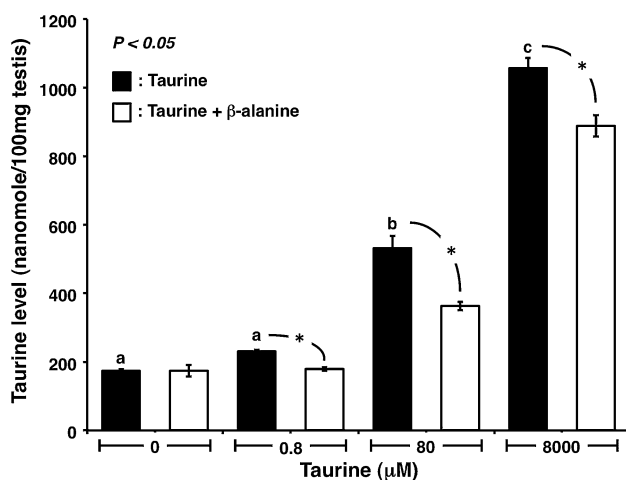 Taurine level (nanomole/100mg testis)
1200
1000
800
600
400
200
0
P < 0.05
: Taurine
: Taurine + β-alanine
a
a
*
b
*
c
*
0
0.8
80
8000
Taurine (μM)